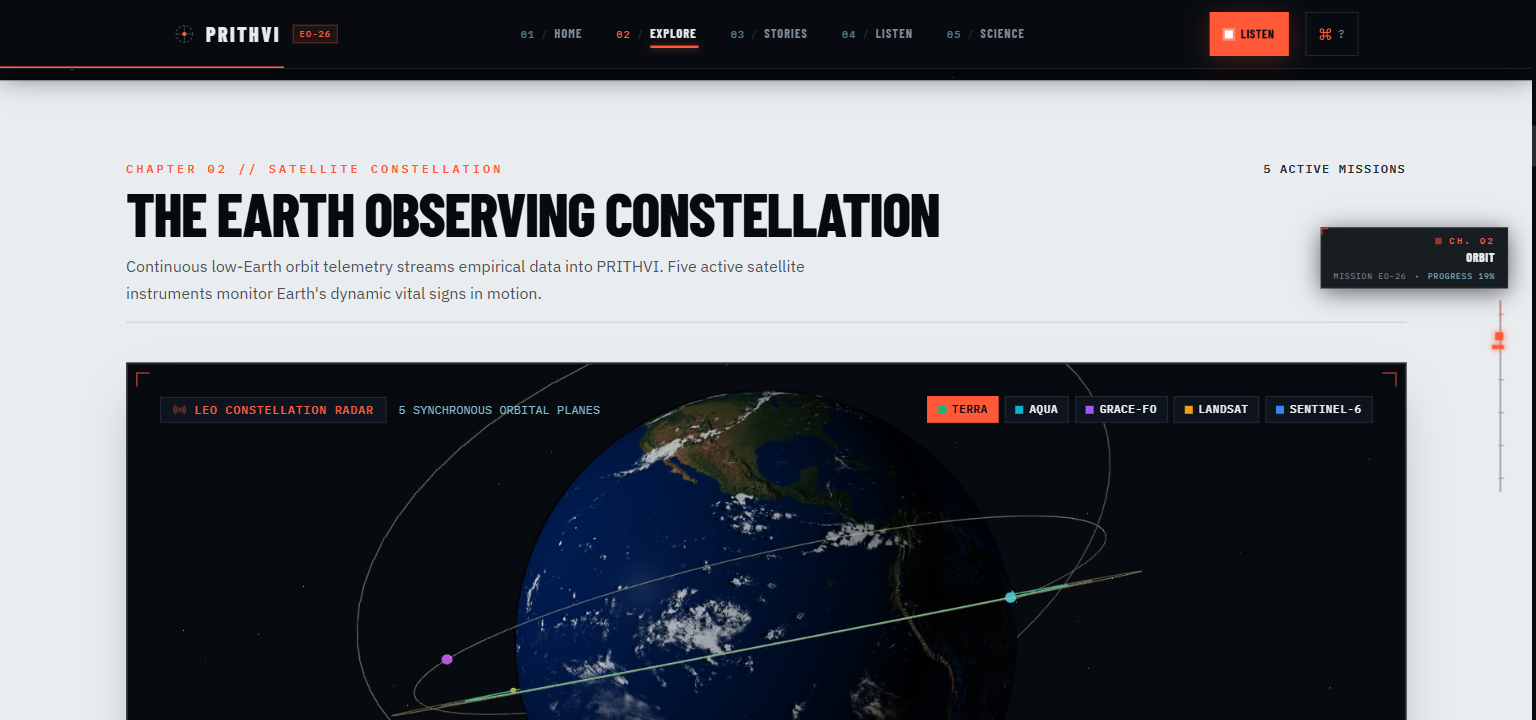 PRITHVI EO-26
01 / HOME 02 / EXPLORE 03 / STORIES 04 / LISTEN 05 / SCIENCE
LISTEN ⌘ ?
CHAPTER 02 // SATELLITE CONSTELLATION
5 ACTIVE MISSIONS
THE EARTH OBSERVING CONSTELLATION
Continuous low-Earth orbit telemetry streams empirical data into PRITHVI. Five active satellite
instruments monitor Earth's dynamic vital signs in motion.
CH. 02
ORBIT
MISSION EO-26 • PROGRESS 19%
LEO CONSTELLATION RADAR 5 SYNCHRONOUS ORBITAL PLANES
TERRA AQUA GRACE-FO LANDSAT SENTINEL-6